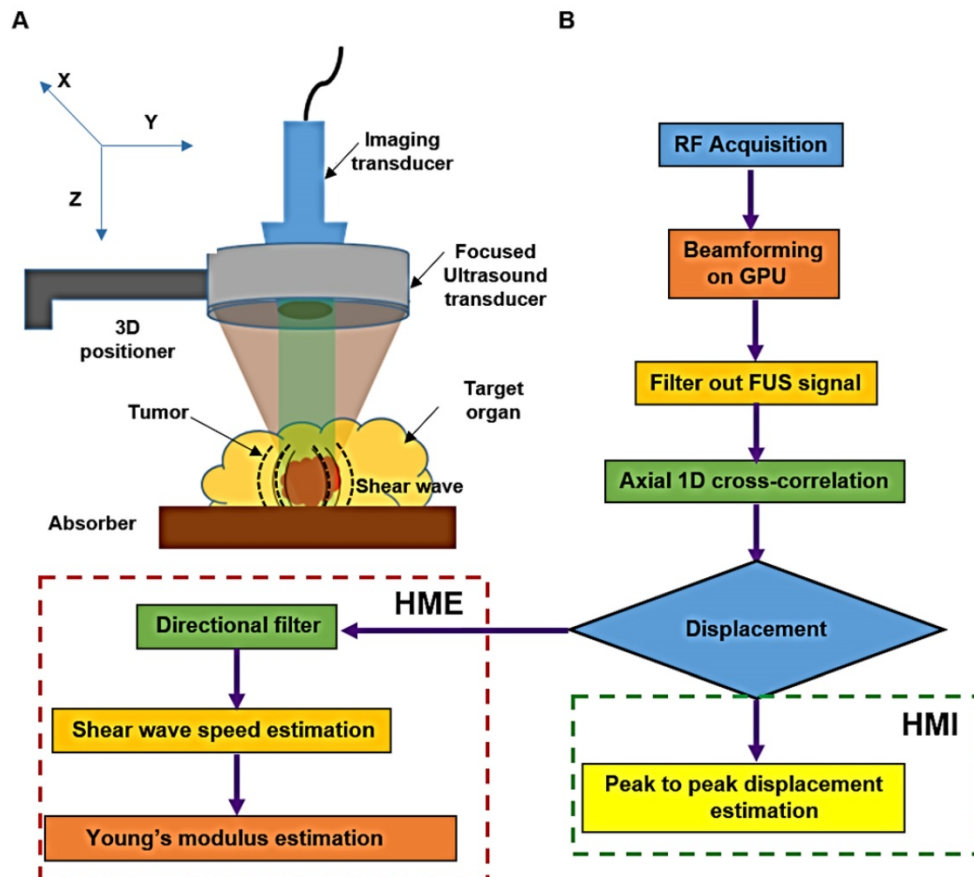 A
X
Y
Z
Imaging
transducer
Focused
Ultrasound
transducer
3D
positioner
Tumor
Target
organ
Shear wave
Absorber
B
RF Acquisition
Beamforming
on GPU
Filter out FUS signal
Axial 1D cross-correlation
Displacement
HME
Directional filter
Shear wave speed estimation
Young’s modulus estimation
HMI
Peak to peak displacement
estimation